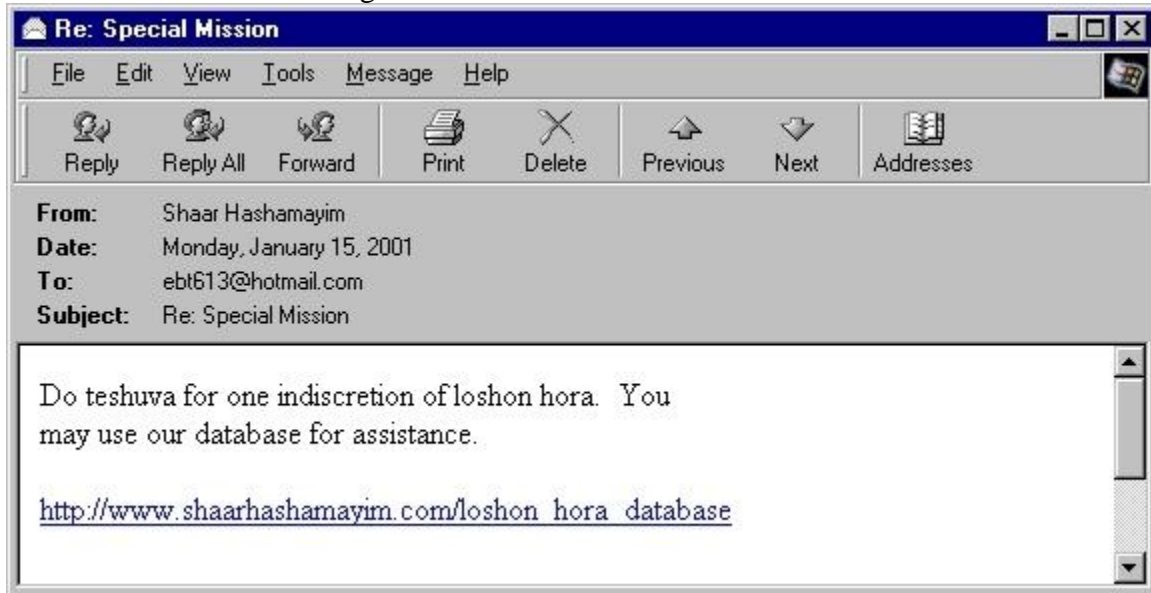 Re: Special Mission
File Edit View Tools Message Help
Reply Reply All Forward Print Delete Previous Next Addresses
From: Shaar Hashamayim
Date: Monday, January 15, 2001
To: ebt613@hotmail.com
Subject: Re: Special Mission
Do teshuva for one indiscretion of loshon hora. You
may use our database for assistance.
http://www.shaarhashamayim.com/loshon_hora_database